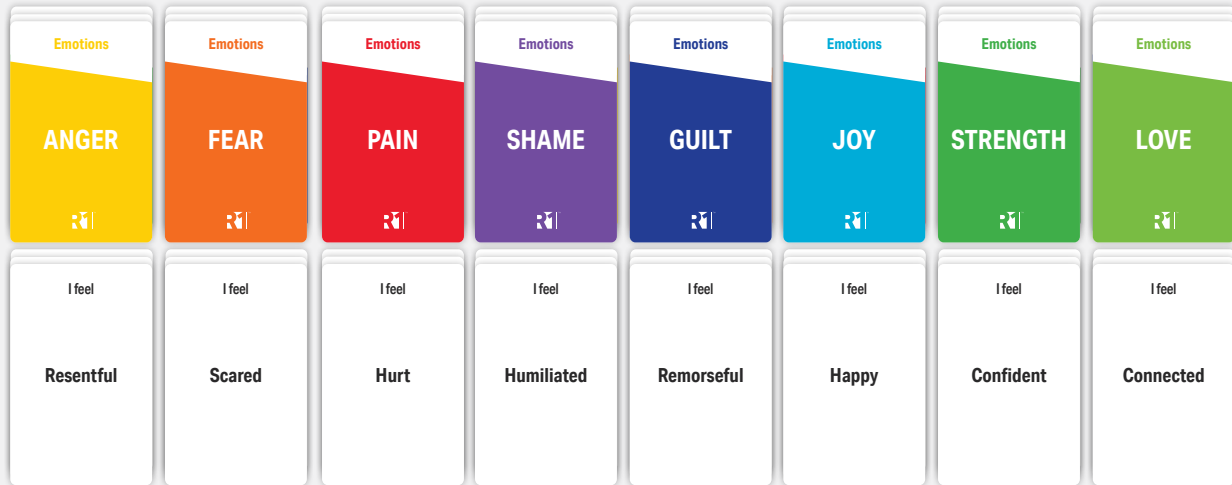 Emotions Emotions Emotions Emotions Emotions Emotions Emotions Emotions
ANGER FEAR PAIN SHAME GUILT JOY STRENGTH LOVE
I feel I feel I feel I feel I feel I feel I feel I feel
Resentful Scared Hurt Humiliated Remorseful Happy Confident Connected